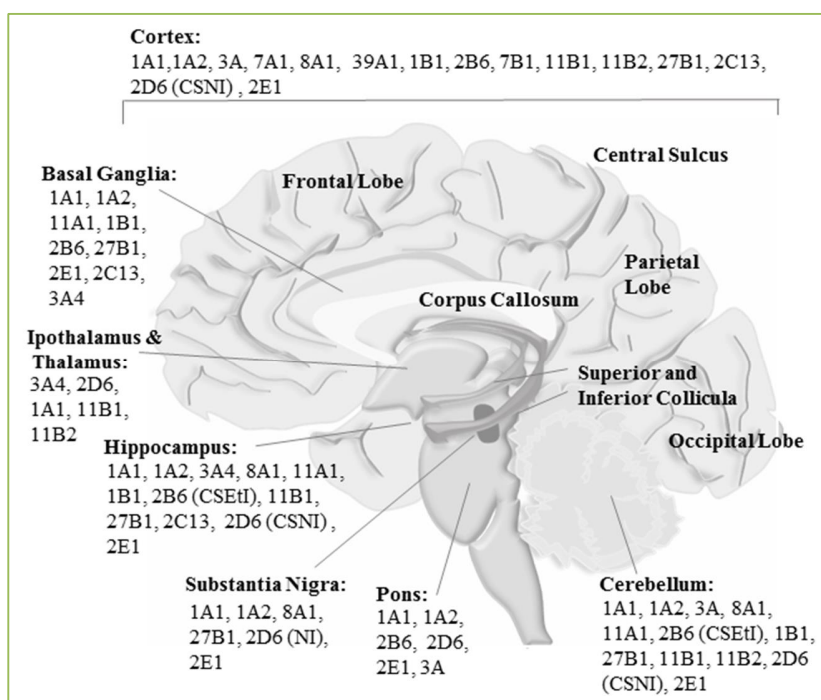 Cortex:
1A1,1A2, 3A, 7A1, 8A1, 39A1, 1B1, 2B6, 7B1, 11B1, 11B2, 27B1, 2C13,
2D6 (CSNI) , 2E1
Central Sulcus
Frontal Lobe
Basal Ganglia:
1A1, 1A2,
11A1, 1B1,
2B6, 27B1,
2E1, 2C13,
3A4
Parietal
Lobe
Corpus Callosum
Ipothalamus &
Thalamus:
3A4, 2D6,
1A1, 11B1,
11B2
Superior and
Inferior Collicula
Occipital Lobe
Hippocampus:
1A1, 1A2, 3A4, 8A1, 11A1,
1B1, 2B6 (CSEtI), 11B1,
27B1, 2C13, 2D6 (CSNI) ,
2E1
Substantia Nigra:
1A1, 1A2, 8A1,
27B1, 2D6 (NI),
2E1
Pons:
1A1, 1A2,
2B6, 2D6,
2E1, 3A
Cerebellum:
1A1, 1A2, 3A, 8A1,
11A1, 2B6 (CSEtI), 1B1,
27B1, 11B1, 11B2, 2D6
(CSNI), 2E1